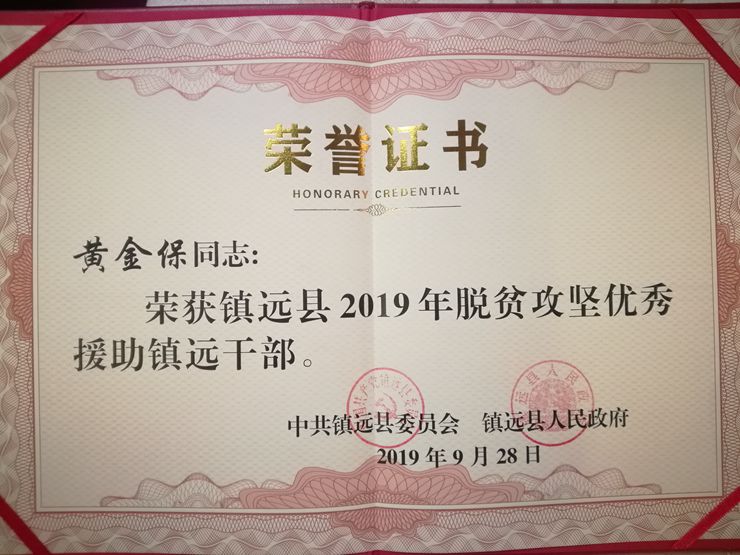 荣誉证书
HONORARY CREDENTIAL
黄金保同志:
荣获镇远县2019年脱贫攻坚优秀
援助镇远干部。
中共镇远县委员会 镇远县人民政府
2019年9月28日